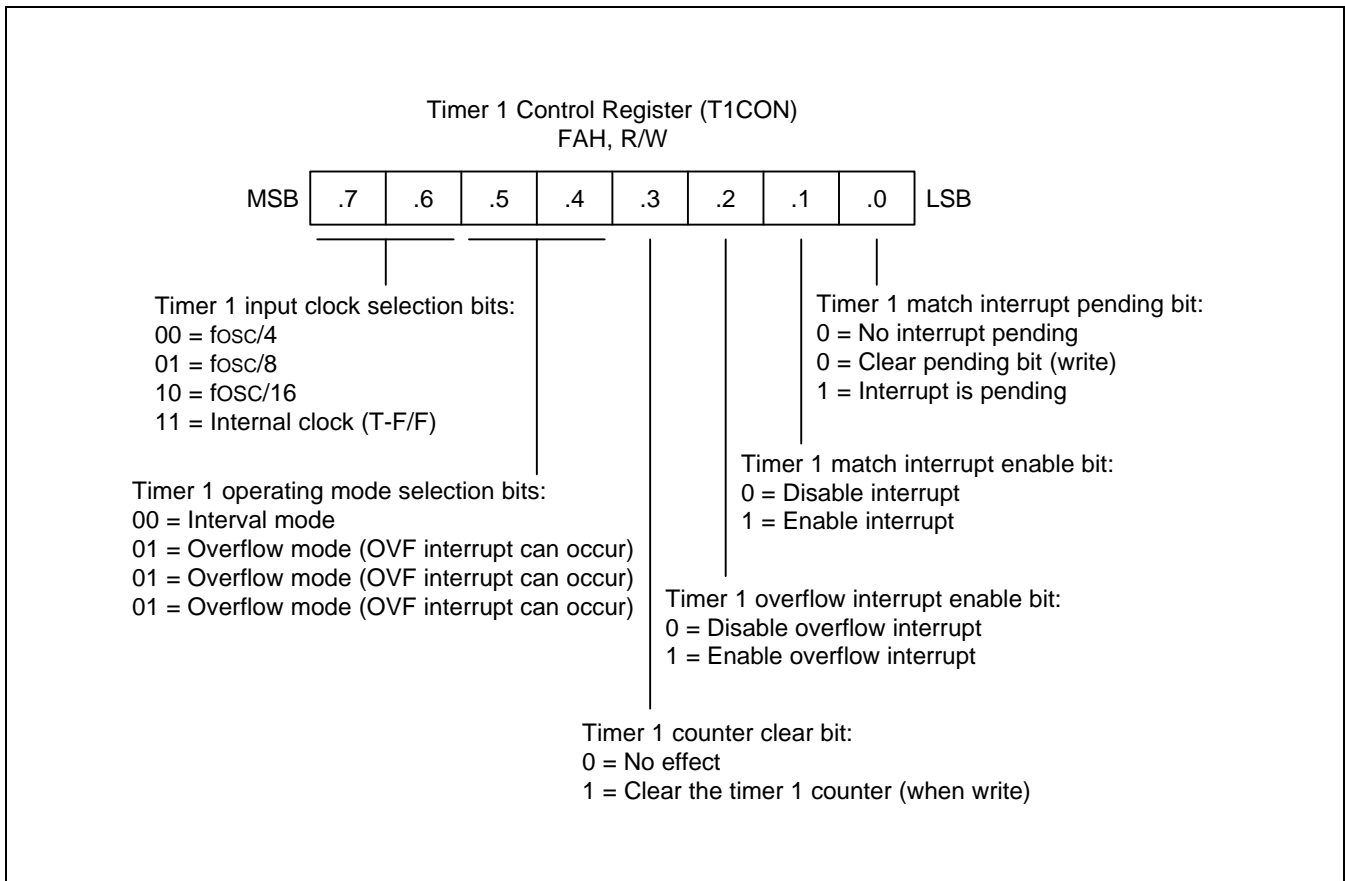 Timer 1 Control Register (T1CON)
FAH, R/W
MSB .7 .6 .5 .4 .3 .2 .1 .0 LSB
Timer 1 input clock selection bits:
00 = fOSC/4
01 = fOSC/8
10 = fOSC/16
11 = Internal clock (T-F/F)
Timer 1 operating mode selection bits:
00 = Interval mode
01 = Overflow mode (OVF interrupt can occur)
01 = Overflow mode (OVF interrupt can occur)
01 = Overflow mode (OVF interrupt can occur)
Timer 1 match interrupt pending bit:
0 = No interrupt pending
0 = Clear pending bit (write)
1 = Interrupt is pending
Timer 1 match interrupt enable bit:
0 = Disable interrupt
1 = Enable interrupt
Timer 1 overflow interrupt enable bit:
0 = Disable overflow interrupt
1 = Enable overflow interrupt
Timer 1 counter clear bit:
0 = No effect
1 = Clear the timer 1 counter (when write)